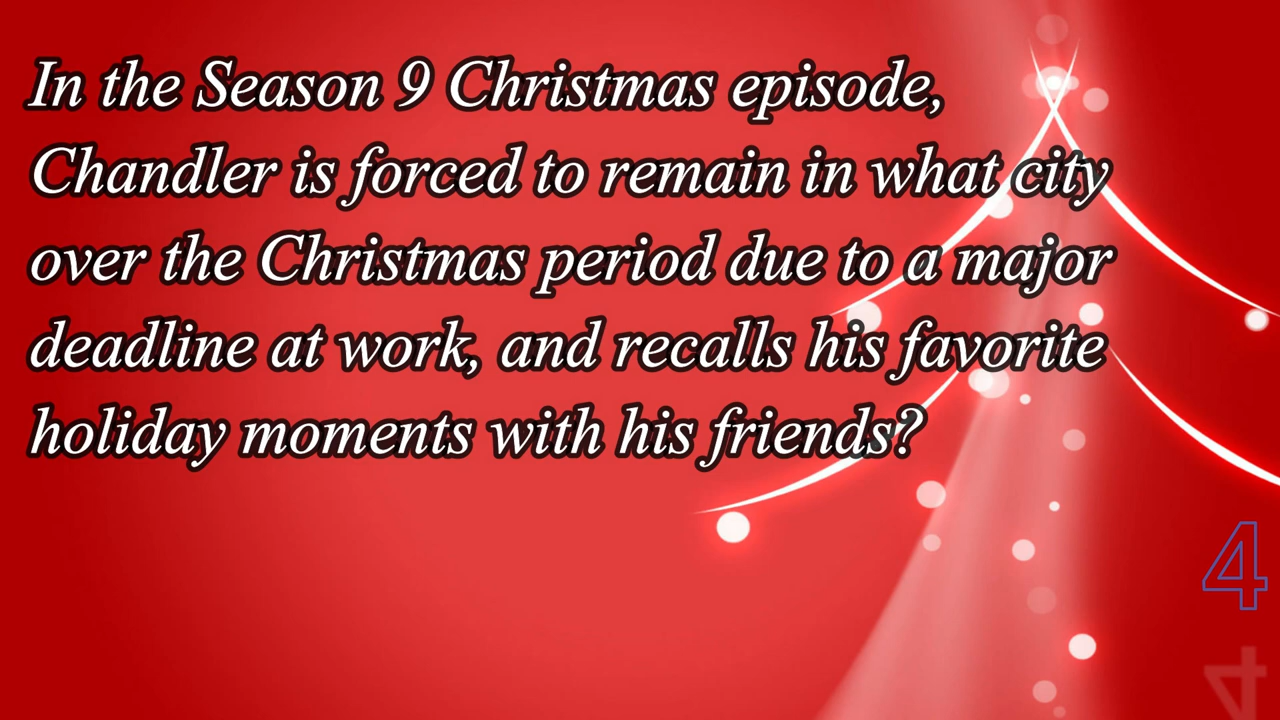 In the Season 9 Christmas episode,
Chandler is forced to remain in what city
over the Christmas period due to a major
deadline at work, and recalls his favorite
holiday moments with his friends?
4